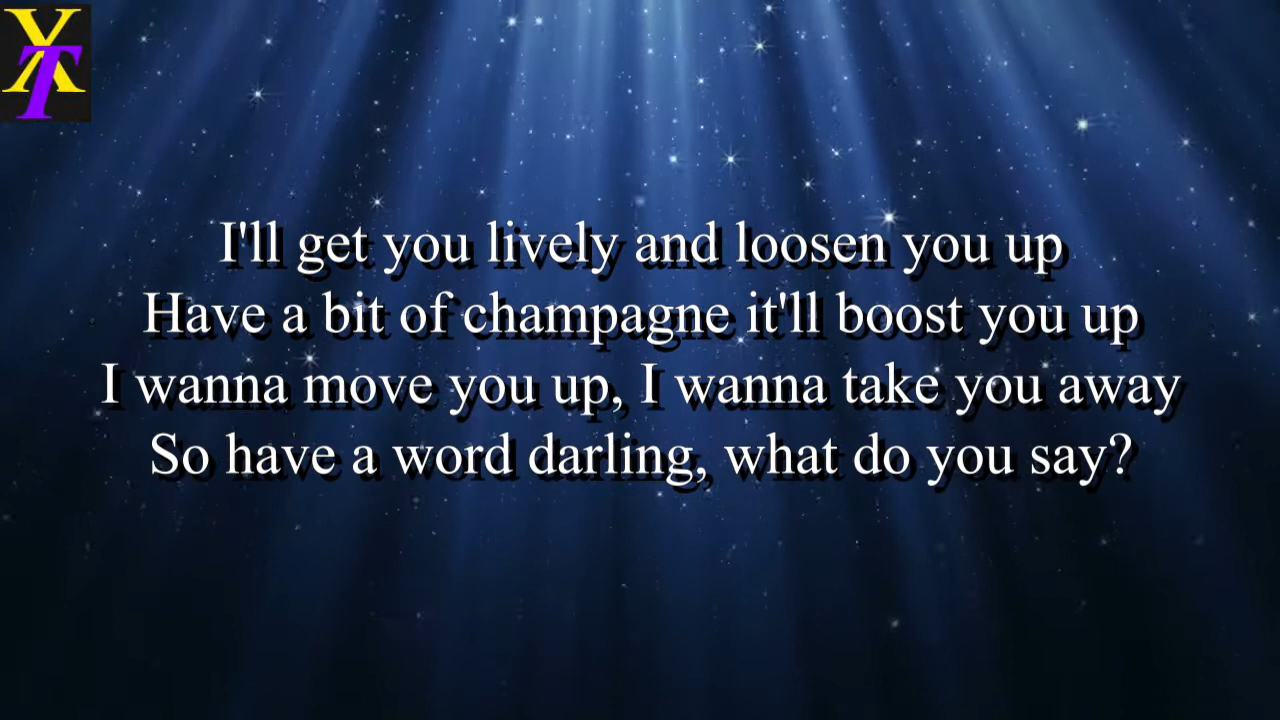 XT
I'll get you lively and loosen you up
Have a bit of champagne it'll boost you up
I wanna move you up, I wanna take you away
So have a word darling, what do you say?